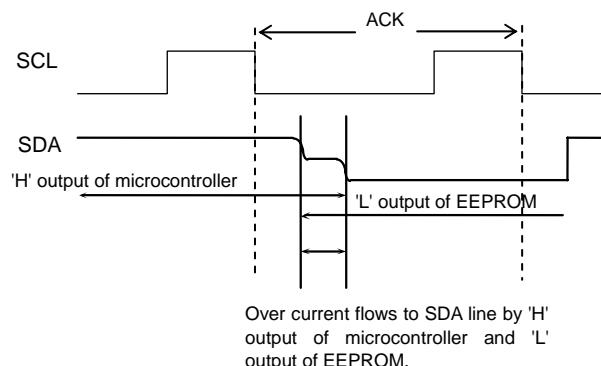 ACK
SCL
SDA
'H' output of microcontroller
'L' output of EEPROM
Over current flows to SDA line by 'H'
output of microcontroller and 'L'
output of EEPROM.